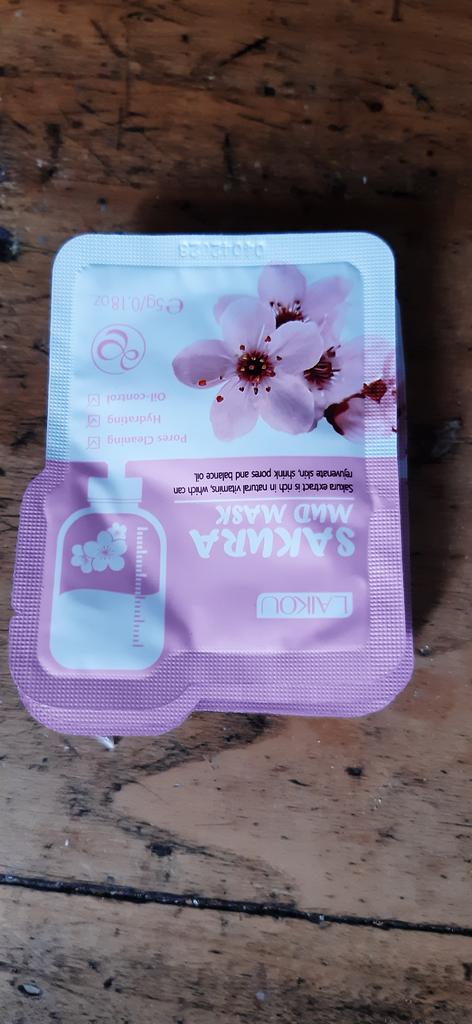 LAIKOU
SAKURA
MUD MASK
Sakura extract is rich in natural vitamins, which can
rejuvenate skin, shrink pores and balance oil.
Pores Cleaning
Hydrating
Oil-control
℮5g/0.18oz